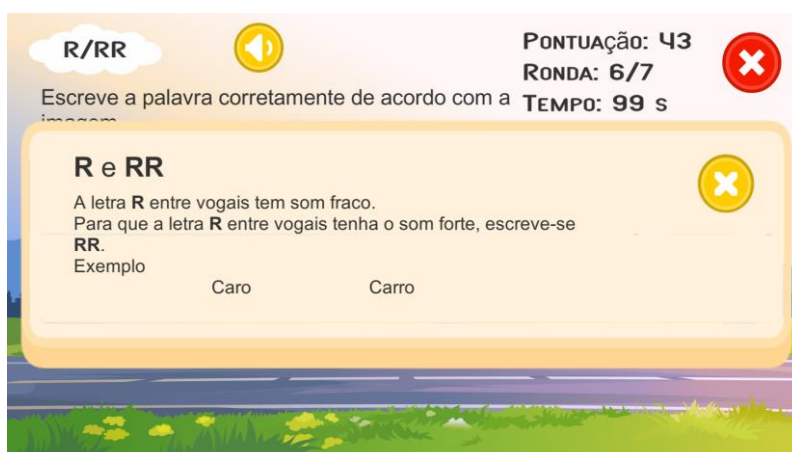 R/RR
PONTUAÇÃO: 43
RONDA: 6/7
TEMPO: 99 s
Escreve a palavra corretamente de acordo com a
imagem
R e RR
A letra R entre vogais tem som fraco.
Para que a letra R entre vogais tenha o som forte, escreve-se
RR.
Exemplo
Caro Carro